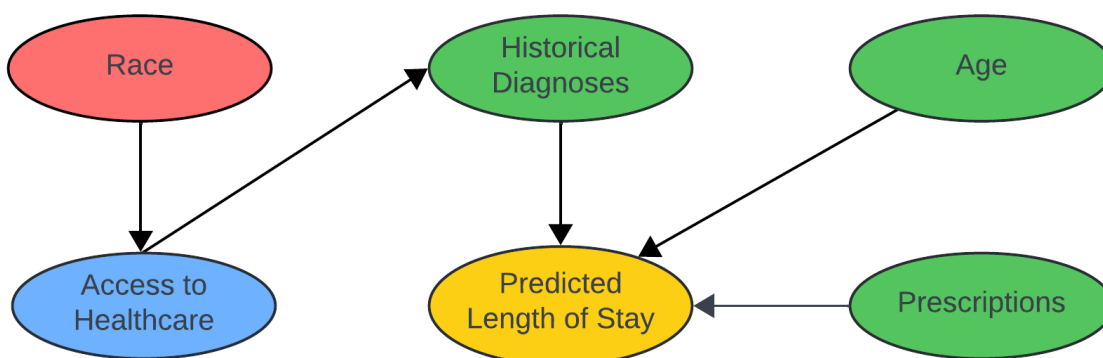 Race
Historical
Diagnoses
Age
Access to
Healthcare
Predicted
Length of Stay
Prescriptions